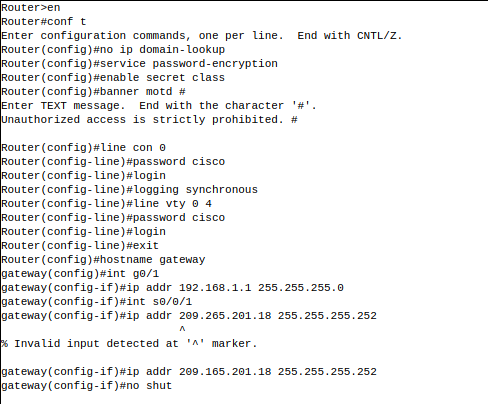 Router>en
Router#conf t
Enter configuration commands, one per line.  End with CNTL/Z.
Router(config)#no ip domain-lookup
Router(config)#service password-encryption
Router(config)#enable secret class
Router(config)#banner motd #
Enter TEXT message.  End with the character '#'.
Unauthorized access is strictly prohibited. #

Router(config)#line con 0
Router(config-line)#password cisco
Router(config-line)#login
Router(config-line)#logging synchronous
Router(config-line)#line vty 0 4
Router(config-line)#password cisco
Router(config-line)#login
Router(config-line)#exit
Router(config)#hostname gateway
gateway(config)#int g0/1
gateway(config-if)#ip addr 192.168.1.1 255.255.255.0
gateway(config-if)#int s0/0/1
gateway(config-if)#ip addr 209.265.201.18 255.255.255.252
                           ^
% Invalid input detected at '^' marker.

gateway(config-if)#ip addr 209.165.201.18 255.255.255.252
gateway(config-if)#no shut